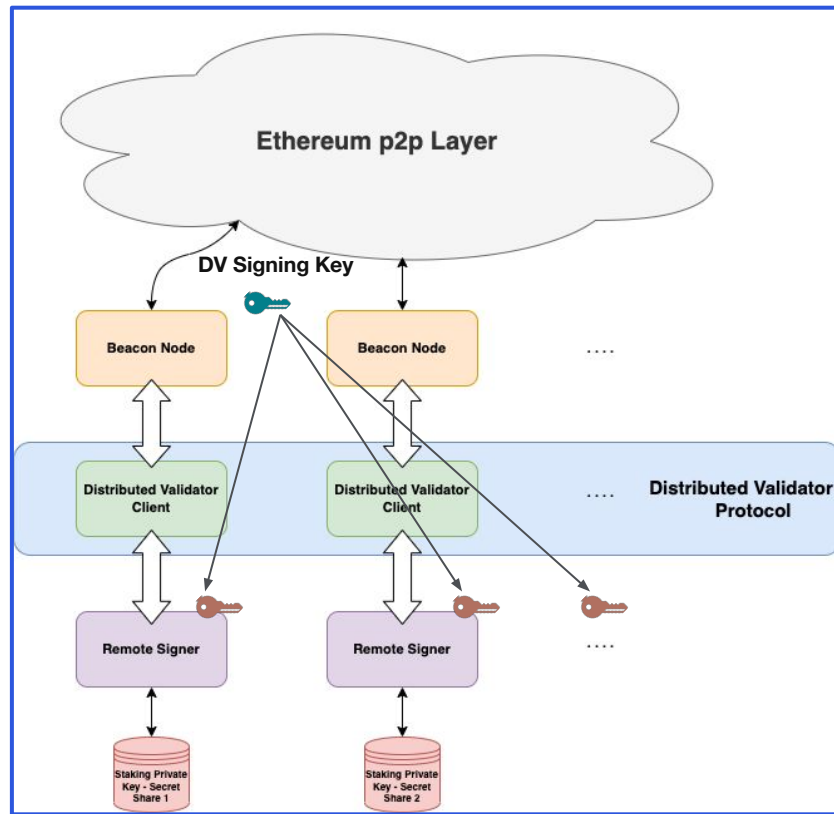 Ethereum p2p Layer
DV Signing Key
Beacon Node
Beacon Node
....
Distributed Validator
Client
Distributed Validator
Client
....
Distributed Validator
Protocol
Remote Signer
Remote Signer
....
Staking Private
Key - Secret
Share 1
Staking Private
Key - Secret
Share 2